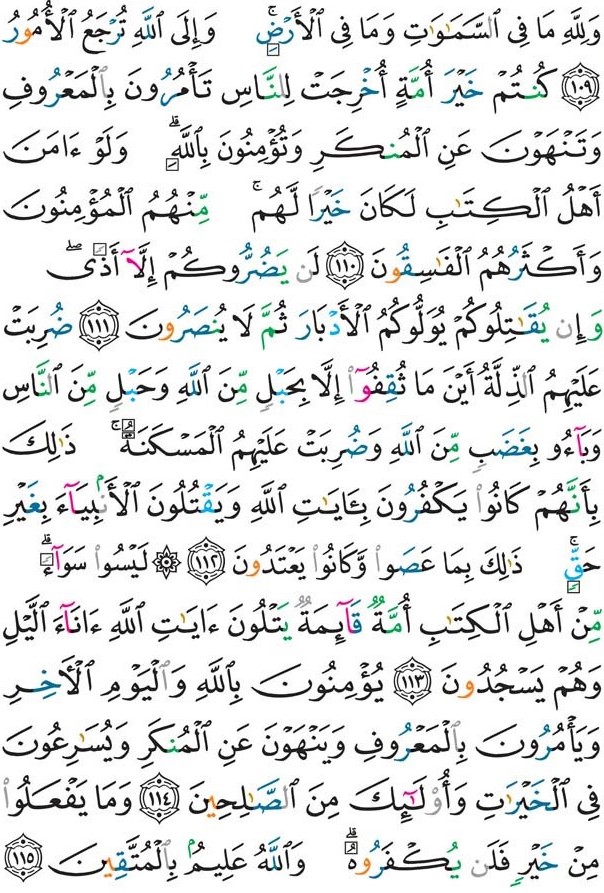 وَلِلَّهِ مَا فِى ٱلسَّمَـٰوَٰتِ وَمَا فِى ٱلْأَرْضِ ۚ وَإِلَى ٱللَّهِ تُرْجَعُ ٱلْأُمُورُ
﴿١٠٩﴾ كُنتُمْ خَيْرَ أُمَّةٍ أُخْرِجَتْ لِلنَّاسِ تَأْمُرُونَ بِٱلْمَعْرُوفِ
وَتَنْهَوْنَ عَنِ ٱلْمُنكَرِ وَتُؤْمِنُونَ بِٱللَّهِ ۗ وَلَوْ ءَامَنَ
أَهْلُ ٱلْكِتَـٰبِ لَكَانَ خَيْرًا لَّهُم ۚ مِّنْهُمُ ٱلْمُؤْمِنُونَ
وَأَكْثَرُهُمُ ٱلْفَـٰسِقُونَ ﴿١١٠﴾ لَن يَضُرُّوكُمْ إِلَّآ أَذًى ۖ
وَإِن يُقَـٰتِلُوكُمْ يُوَلُّوكُمُ ٱلْأَدْبَارَ ثُمَّ لَا يُنصَرُونَ ﴿١١١﴾ ضُرِبَتْ
عَلَيْهِمُ ٱلذِّلَّةُ أَيْنَ مَا ثُقِفُوٓا۟ إِلَّا بِحَبْلٍ مِّنَ ٱللَّهِ وَحَبْلٍ مِّنَ ٱلنَّاسِ
وَبَآءُو بِغَضَبٍ مِّنَ ٱللَّهِ وَضُرِبَتْ عَلَيْهِمُ ٱلْمَسْكَنَةُ ۚ ذَٰلِكَ
بِأَنَّهُمْ كَانُوا۟ يَكْفُرُونَ بِـَٔايَـٰتِ ٱللَّهِ وَيَقْتُلُونَ ٱلْأَنۢبِيَآءَ بِغَيْرِ
حَقٍّ ۚ ذَٰلِكَ بِمَا عَصَوا۟ وَّكَانُوا۟ يَعْتَدُونَ ﴿١١٢﴾ ۞ لَيْسُوا۟ سَوَآءً ۗ
مِّنْ أَهْلِ ٱلْكِتَـٰبِ أُمَّةٌ قَآئِمَةٌ يَتْلُونَ ءَايَـٰتِ ٱللَّهِ ءَانَآءَ ٱلَّيْلِ
وَهُمْ يَسْجُدُونَ ﴿١١٣﴾ يُؤْمِنُونَ بِٱللَّهِ وَٱلْيَوْمِ ٱلْـَٔاخِرِ
وَيَأْمُرُونَ بِٱلْمَعْرُوفِ وَيَنْهَوْنَ عَنِ ٱلْمُنكَرِ وَيُسَـٰرِعُونَ
فِى ٱلْخَيْرَٰتِ وَأُو۟لَـٰٓئِكَ مِنَ ٱلصَّـٰلِحِينَ ﴿١١٤﴾ وَمَا يَفْعَلُوا۟
مِنْ خَيْرٍ فَلَن يُكْفَرُوهُ ۗ وَٱللَّهُ عَلِيمٌۢ بِٱلْمُتَّقِينَ ﴿١١٥﴾